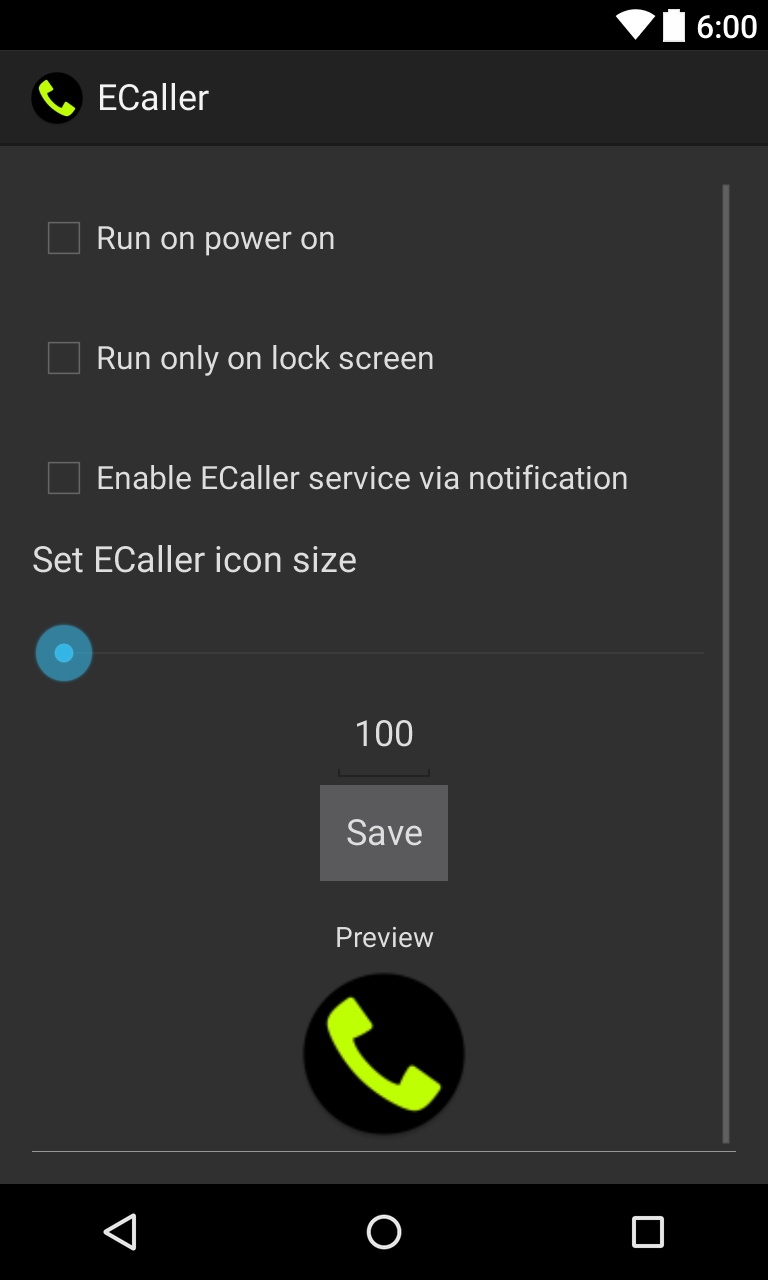 6:00
ECaller
Run on power on
Run only on lock screen
Enable ECaller service via notification
Set ECaller icon size
100
Save
Preview